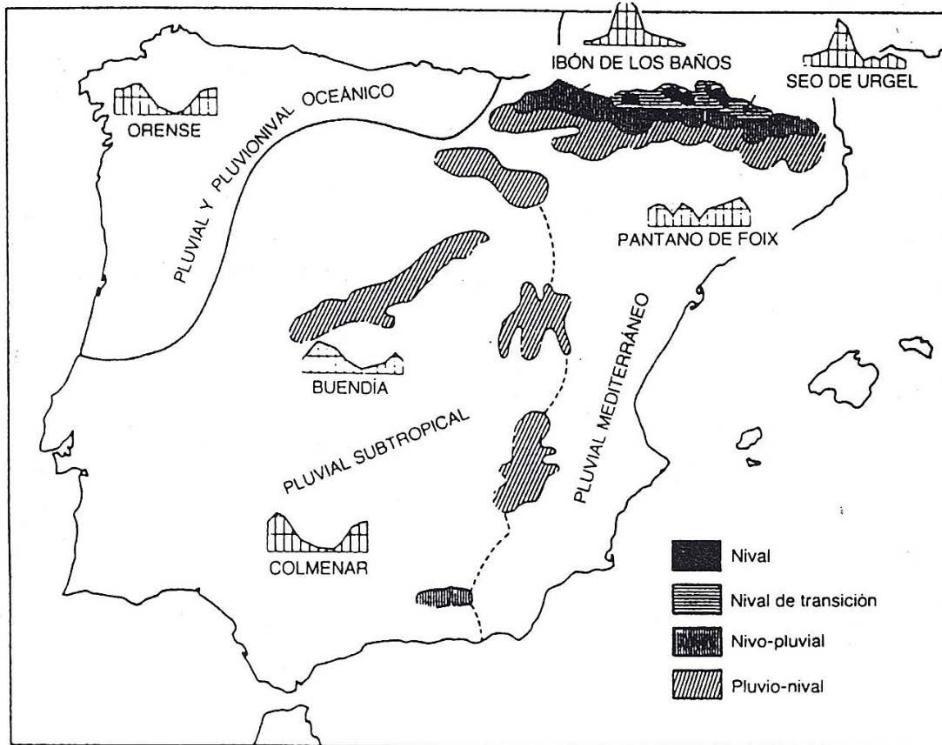 IBÓN DE LOS BAÑOS
SEO DE URGEL
ORENSE
PLUVIAL Y PLUVIONIVAL OCEÁNICO
PANTANO DE FOIX
BUENDÍA
PLUVIAL SUBTROPICAL
PLUVIAL MEDITERRÁNEO
COLMENAR
Nival
Nival de transición
Nivo-pluvial
Pluvio-nival